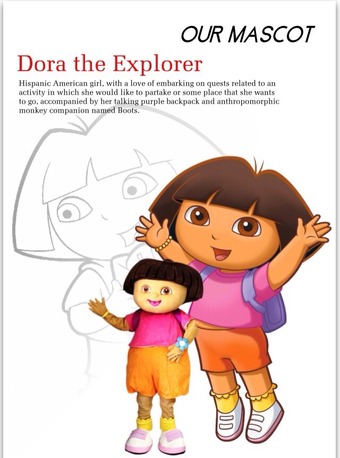 OUR MASCOT
Dora the Explorer
Hispanic American girl, with a love of embarking on quests related to an
activity in which she would like to partake or some place that she wants
to go, accompanied by her talking purple backpack and anthropomorphic
monkey companion named Boots.